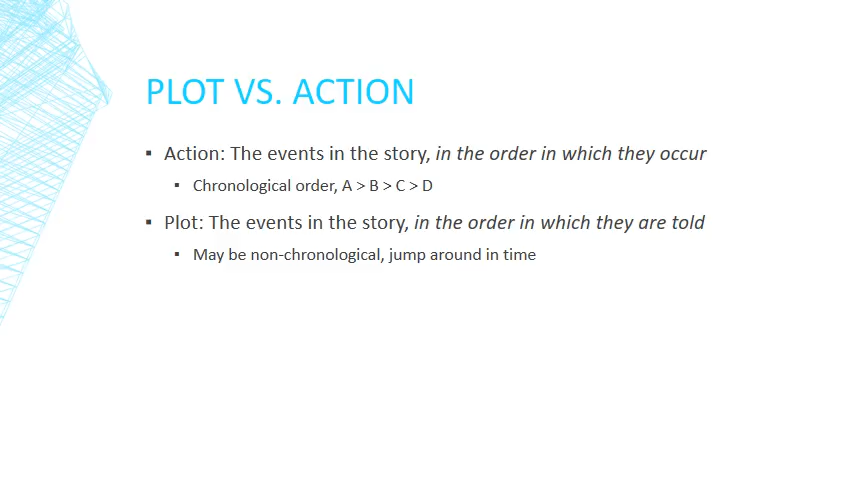 PLOT VS. ACTION
▪ Action: The events in the story, in the order in which they occur
▪ Chronological order, A > B > C > D
▪ Plot: The events in the story, in the order in which they are told
▪ May be non-chronological, jump around in time